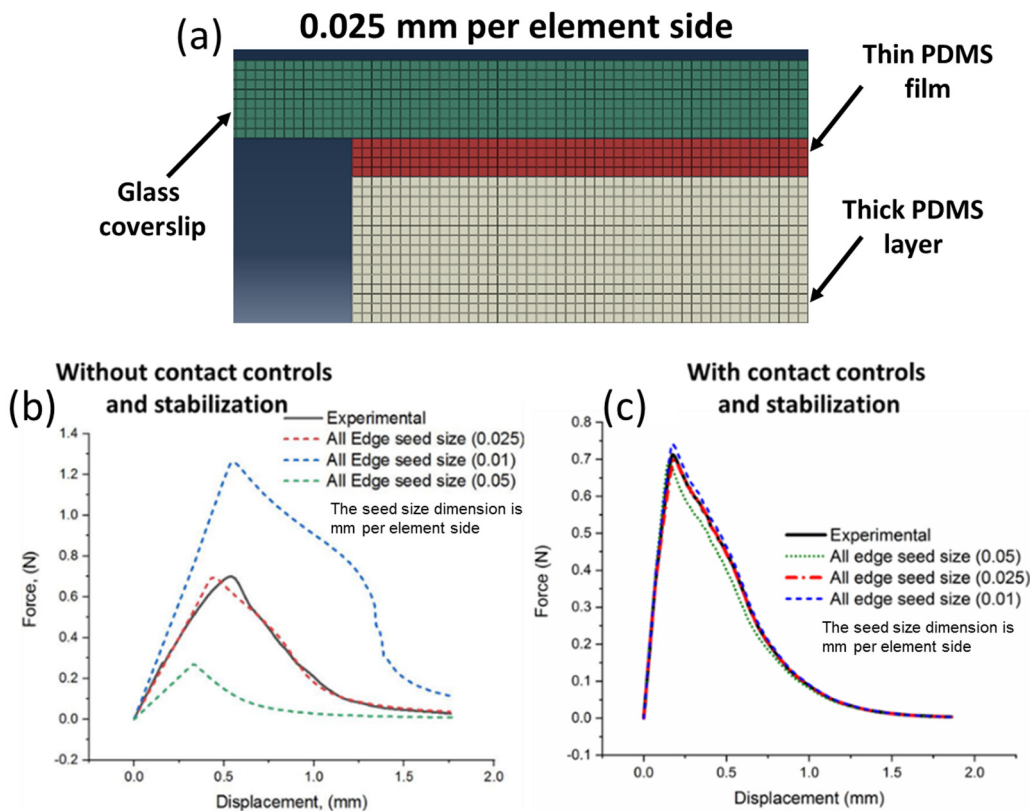 (a)
0.025 mm per element side
Thin PDMS
film
Glass
coverslip
Thick PDMS
layer
(b)
Without contact controls
and stabilization
Experimental
All Edge seed size (0.025)
All Edge seed size (0.01)
All Edge seed size (0.05)
The seed size dimension is
mm per element side
1.4
1.2
1.0
0.8
0.6
0.4
0.2
0.0
-0.2
Force, (N)
0.0 0.5 1.0 1.5 2.0
Displacement, (mm)
(c)
With contact controls
and stabilization
Experimental
All edge seed size (0.05)
All edge seed size (0.025)
All edge seed size (0.01)
The seed size dimension is
mm per element side
0.8
0.7
0.6
0.5
0.4
0.3
0.2
0.1
0.0
-0.1
Force (N)
0.0 0.5 1.0 1.5 2.0
Displacement (mm)